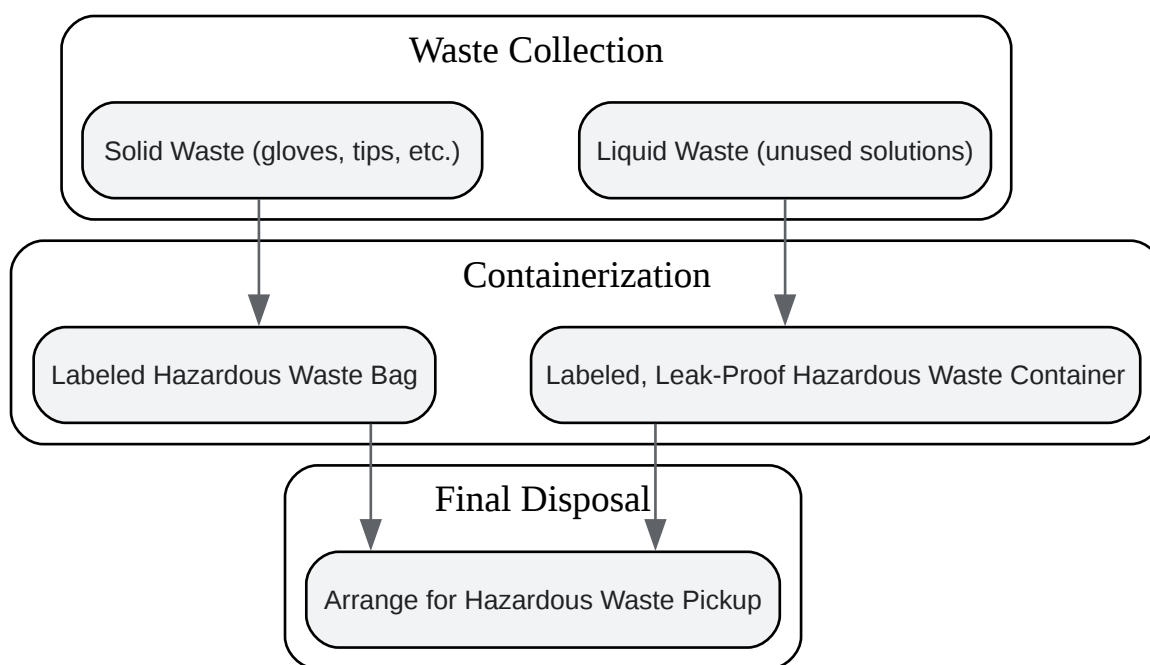 Waste Collection
Solid Waste (gloves, tips, etc.)
Liquid Waste (unused solutions)
Containerization
Labeled Hazardous Waste Bag
Labeled, Leak-Proof Hazardous Waste Container
Final Disposal
Arrange for Hazardous Waste Pickup